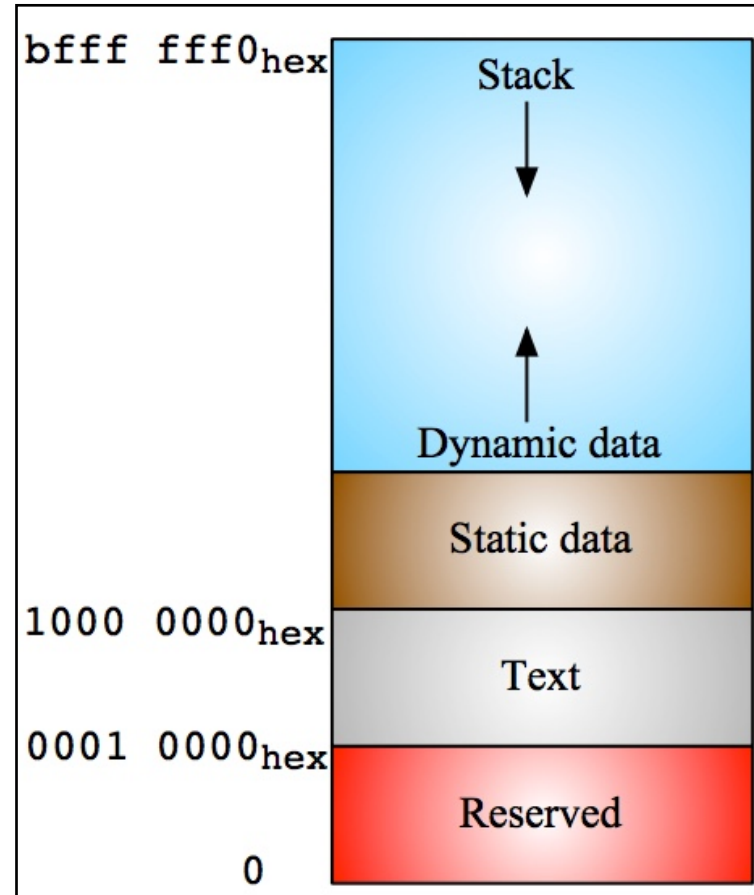 bfff fff0hex
Stack
Dynamic data
Static data
1000 0000hex
Text
0001 0000hex
Reserved
0